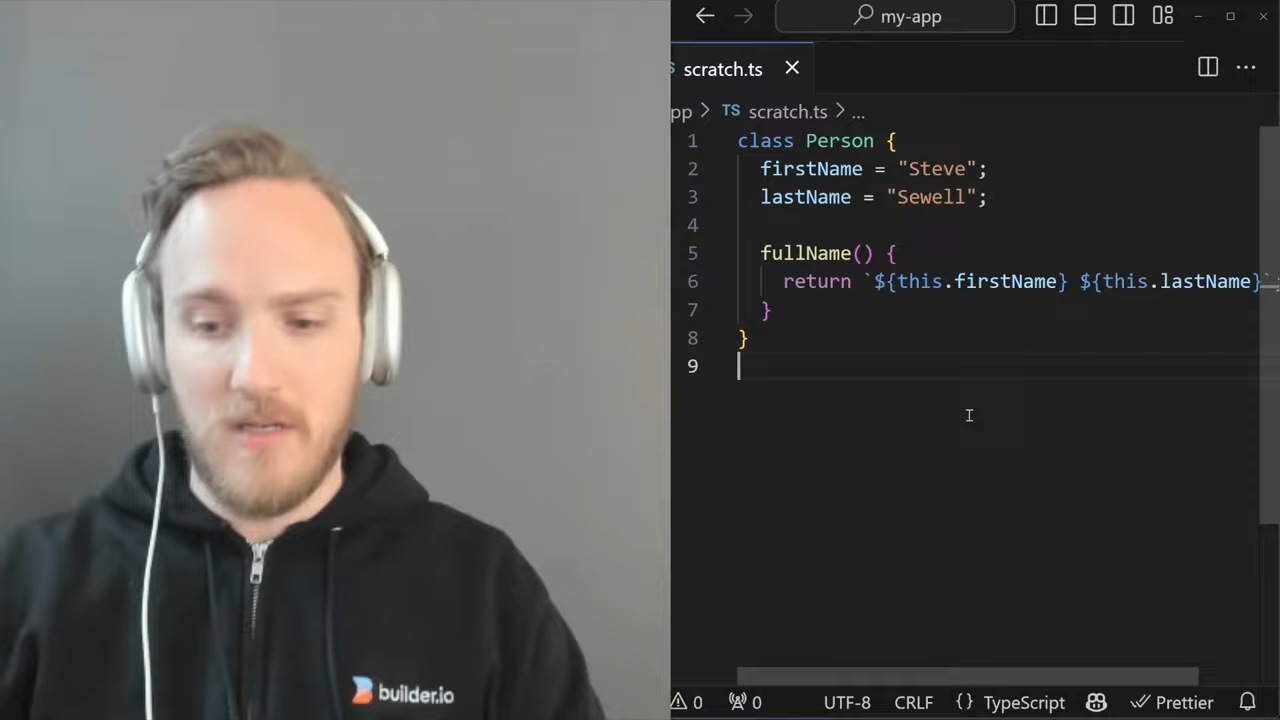 my-app
scratch.ts
pp > TS scratch.ts > ...
1 class Person {
2 firstName = "Steve";
3 lastName = "Sewell";
4
5 fullName() {
6 return `${this.firstName} ${this.lastName}`;
7 }
8 }
9
builder.io
0 0 UTF-8 CRLF {} TypeScript Prettier